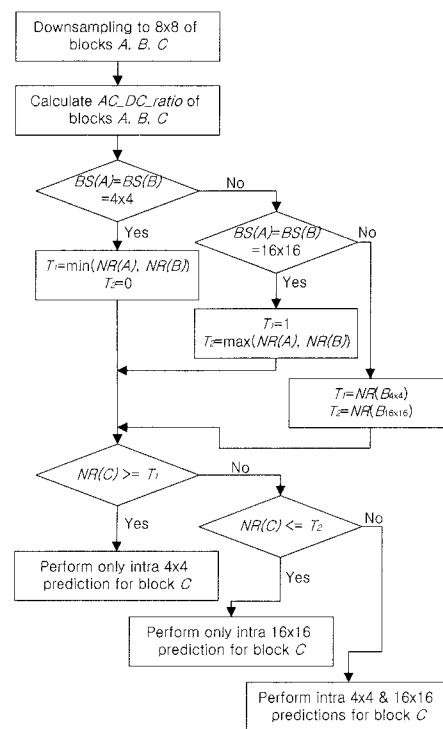 Downsampling to 8x8 of
blocks A, B, C
Calculate AC_DC_ratio of
blocks A, B, C
BS(A)=BS(B)
=4x4
No
Yes
BS(A)=BS(B)
=16x16
No
T₁=min(NR(A), NR(B))
T₂=0
Yes
T₁=1
T₂=max(NR(A), NR(B))
T₁=NR(B₄ₓ₄)
T₂=NR(B₁₆ₓ₁₆)
NR(C) >= T₁
No
Yes
NR(C) <= T₂
No
Perform only intra 4x4
prediction for block C
Yes
Perform only intra 16x16
prediction for block C
Perform intra 4x4 & 16x16
predictions for block C